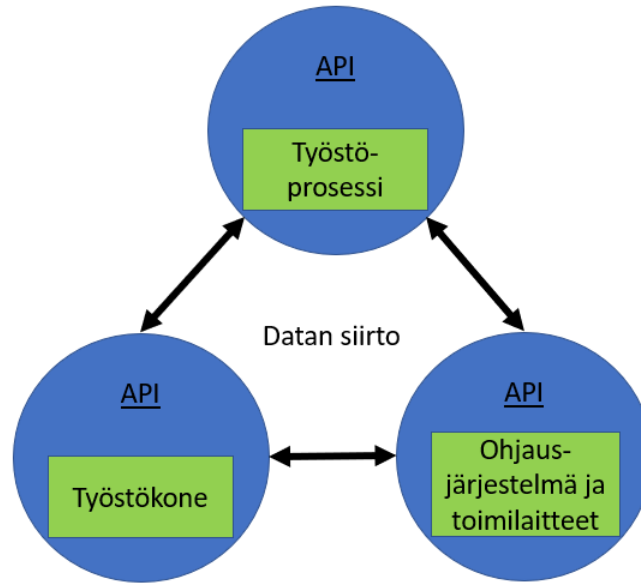 API
Työstö-
prosessi
Datan siirto
API
Työstökone
API
Ohjaus-
järjestelmä ja
toimilaitteet